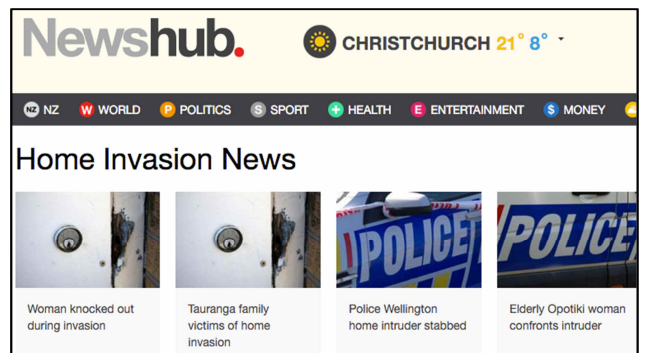 Newshub.
CHRISTCHURCH 21° 8°
NZ NZ W WORLD P POLITICS S SPORT + HEALTH E ENTERTAINMENT $ MONEY
Home Invasion News
POLICE
POLICE
Woman knocked out
during invasion
Tauranga family
victims of home
invasion
Police Wellington
home intruder stabbed
Elderly Opotiki woman
confronts intruder